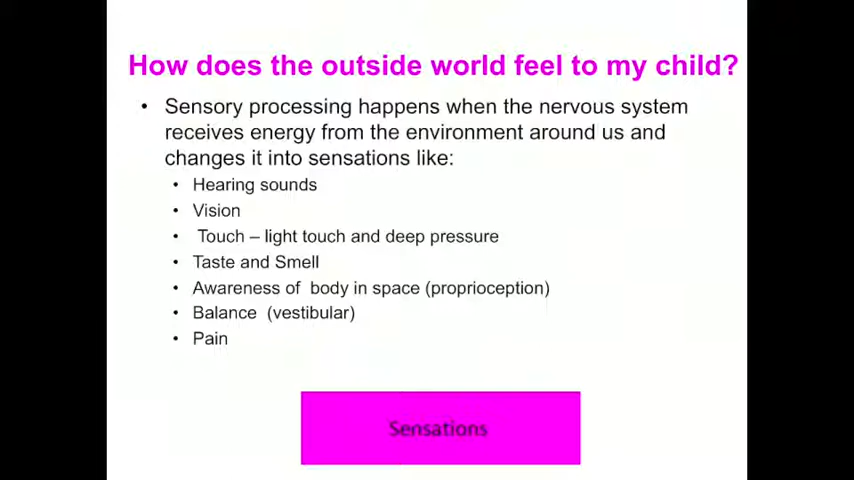 How does the outside world feel to my child?
• Sensory processing happens when the nervous system
receives energy from the environment around us and
changes it into sensations like:
• Hearing sounds
• Vision
• Touch – light touch and deep pressure
• Taste and Smell
• Awareness of body in space (proprioception)
• Balance (vestibular)
• Pain
Sensations